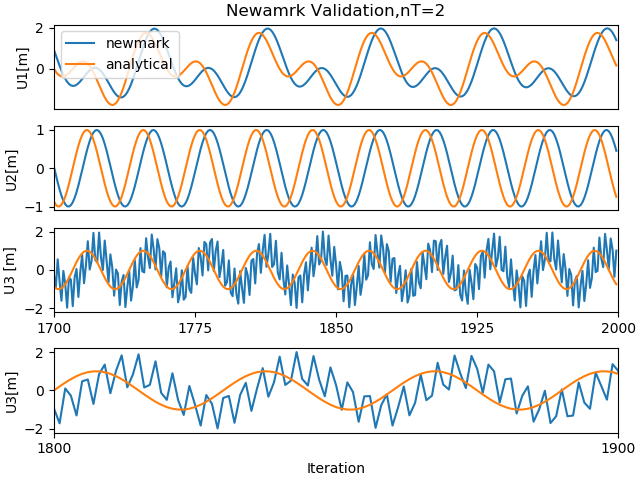 Newamrk Validation,nT=2
newmark
analytical
U1[m]
2
0
U2[m]
1
0
−1
U3 [m]
2
0
−2
1700 1775 1850 1925 2000
U3[m]
2
0
−2
1800 1900
Iteration